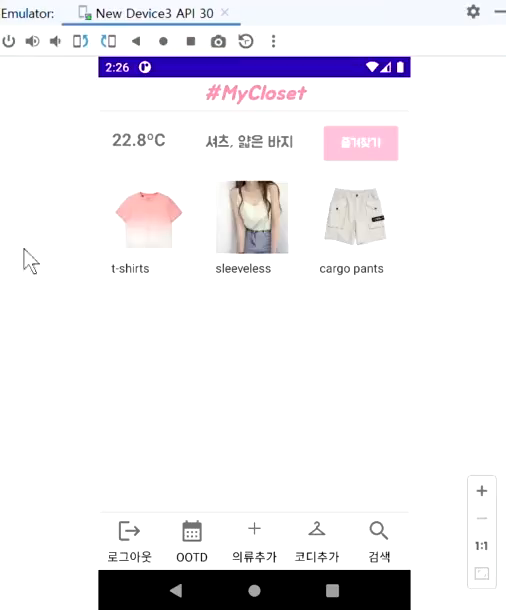 Emulator: New Device3 API 30
2:26
#MyCloset
22.8ºC 셔츠, 얇은 바지 즐겨찾기
t-shirts sleeveless cargo pants
로그아웃 OOTD 의류추가 코디추가 검색
1:1